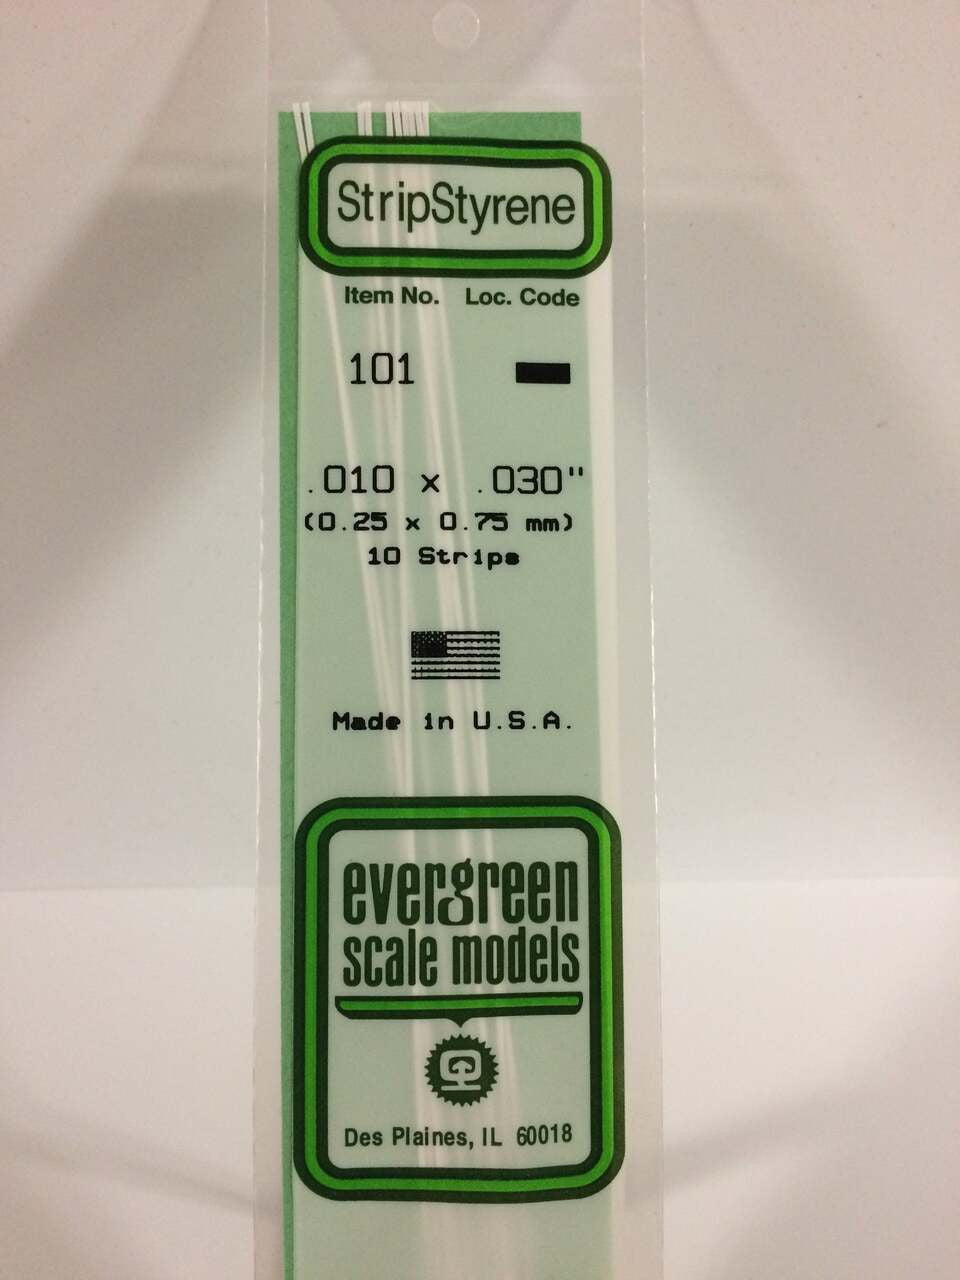 StripStyrene
Item No. Loc. Code
101
.010 x .030"
(0.25 x 0.75 mm)
10 Strips
Made in U.S.A.
evergreen
scale models
Des Plaines, IL 60018